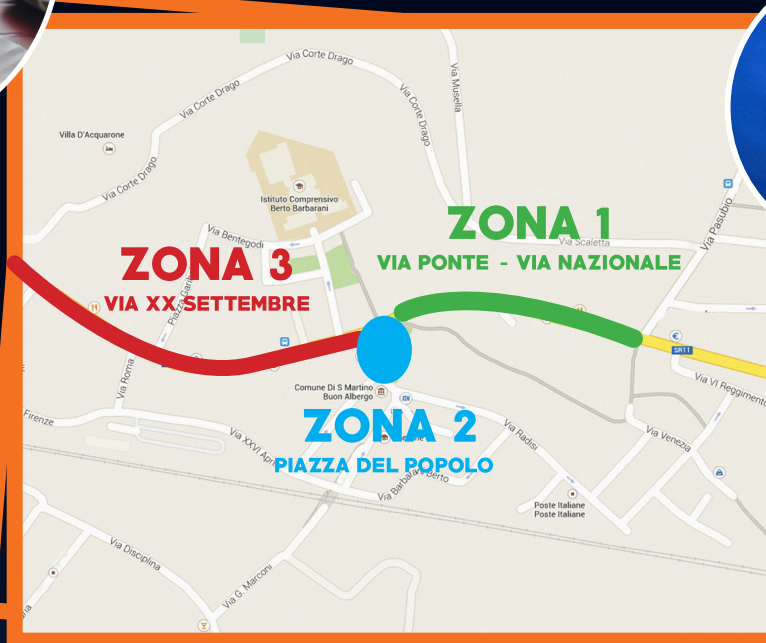 Via Corte Drago
Via Musella
Via Corte Drago
Via Corte Drago
Villa D'Acquarone
Via Corte Drago
Istituto Comprensivo
Berto Barbarani
ZONA 1
Via Scaletta
Via Pasubio
Via Bentegodi
VIA PONTE - VIA NAZIONALE
ZONA 3
VIA XX SETTEMBRE
Piazza
€
SR11
Via Roma
Via VI Reggimento
Comune Di S Martino
Buon Albergo
Firenze
ZONA 2
Via Radisi
Via Venezia
Via XXVI Apri
PIAZZA DEL POPOLO
Via Barbarani Berto
Poste Italiane
Poste Italiane
Via Disciplina
Via G. Marconi